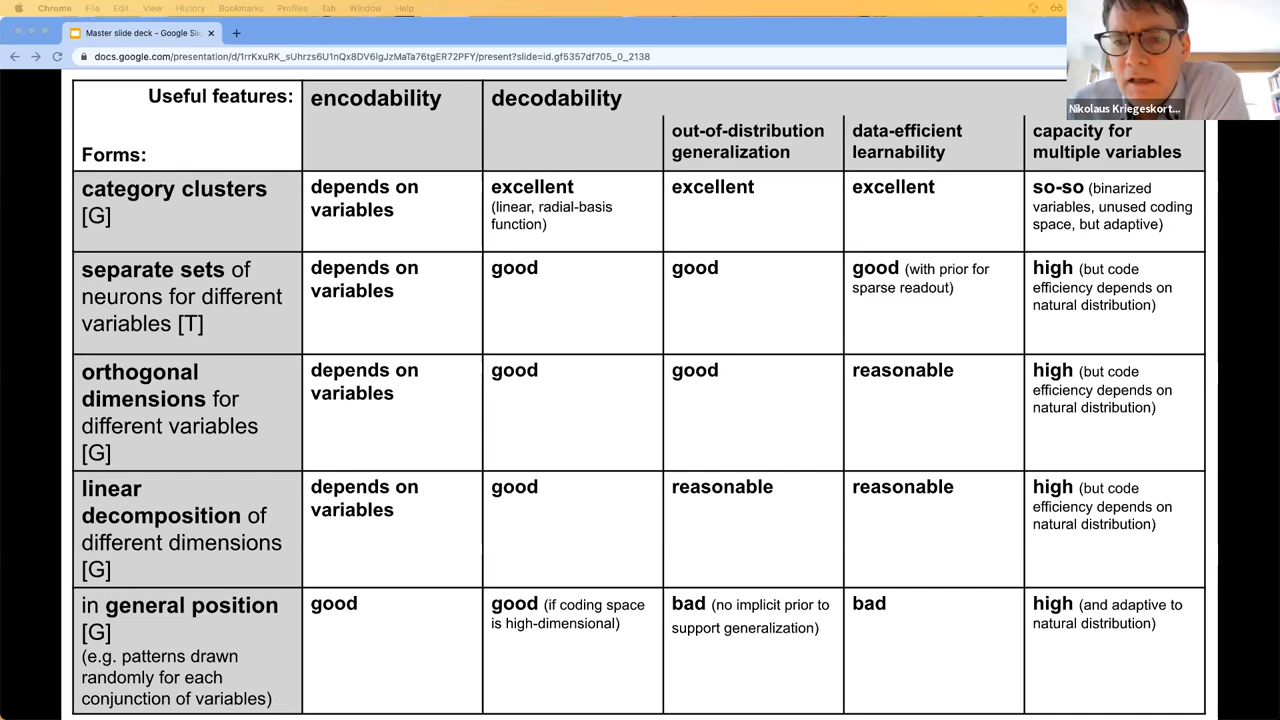 Chrome File Edit View History Bookmarks Profiles Tab Window Help
Master slide deck - Google Sli
docs.google.com/presentation/d/1rrKxuRK_sUhrzs6U1nQx8DV6lgJzMaTa76tgER72PFY/present?slide=id.gf5357df705_0_2138
Nikolaus Kriegeskort...
Useful features:
Forms:
encodability
decodability
out-of-distribution
generalization
data-efficient
learnability
capacity for
multiple variables
category clusters
[G]
depends on
variables
excellent
(linear, radial-basis
function)
excellent
excellent
so-so (binarized
variables, unused coding
space, but adaptive)
separate sets of
neurons for different
variables [T]
depends on
variables
good
good
good (with prior for
sparse readout)
high (but code
efficiency depends on
natural distribution)
orthogonal
dimensions for
different variables
[G]
depends on
variables
good
good
reasonable
high (but code
efficiency depends on
natural distribution)
linear
decomposition of
different dimensions
[G]
depends on
variables
good
reasonable
reasonable
high (but code
efficiency depends on
natural distribution)
in general position
[G]
(e.g. patterns drawn
randomly for each
conjunction of variables)
good
good (if coding space
is high-dimensional)
bad (no implicit prior to
support generalization)
bad
high (and adaptive to
natural distribution)